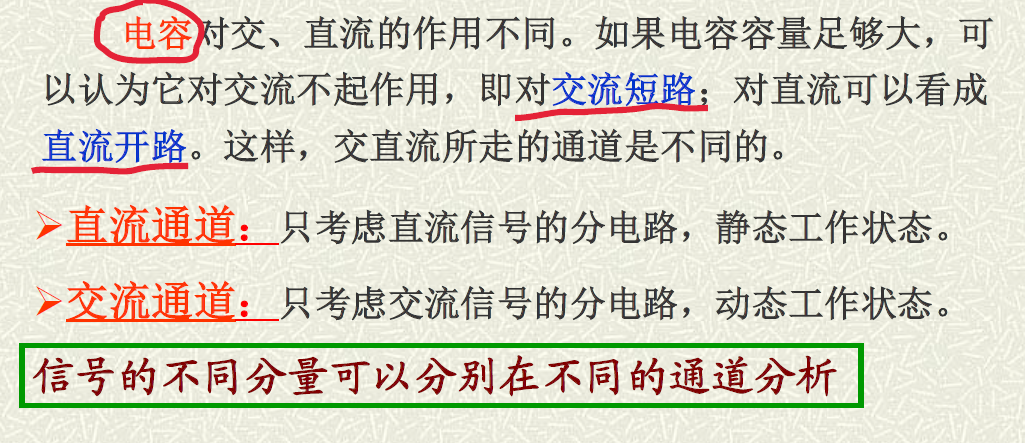 电容对交、直流的作用不同。如果电容容量足够大，可
以认为它对交流不起作用，即对交流短路；对直流可以看成
直流开路。这样，交直流所走的通道是不同的。
直流通道：只考虑直流信号的分电路，静态工作状态。
交流通道：只考虑交流信号的分电路，动态工作状态。
信号的不同分量可以分别在不同的通道分析